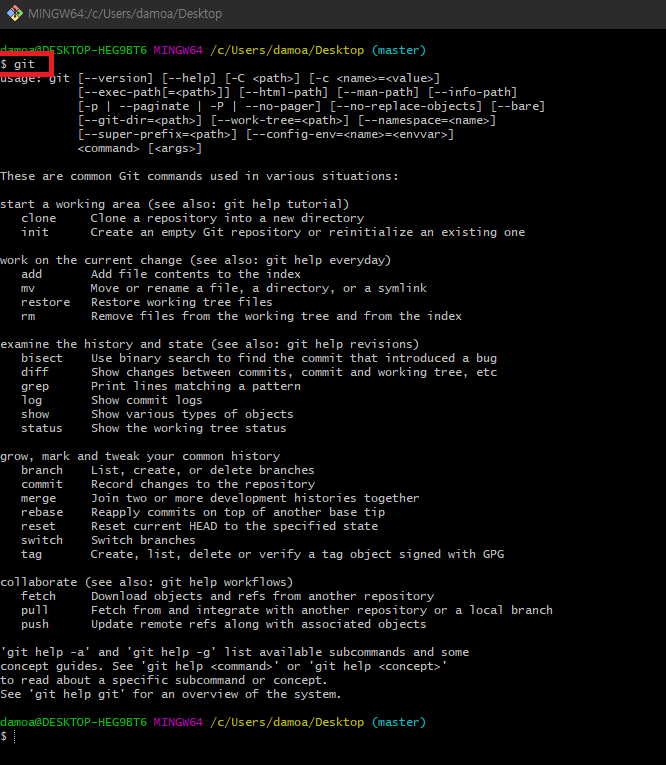 MINGW64:/c/Users/damoa/Desktop
damoa@DESKTOP-HEG9BT6 MINGW64 /c/Users/damoa/Desktop (master)
$ git
usage: git [--version] [--help] [-C <path>] [-c <name>=<value>]
           [--exec-path[=<path>]] [--html-path] [--man-path] [--info-path]
           [-p | --paginate | -P | --no-pager] [--no-replace-objects] [--bare]
           [--git-dir=<path>] [--work-tree=<path>] [--namespace=<name>]
           [--super-prefix=<path>] [--config-env=<name>=<envvar>]
           <command> [<args>]
These are common Git commands used in various situations:
start a working area (see also: git help tutorial)
   clone     Clone a repository into a new directory
   init      Create an empty Git repository or reinitialize an existing one
work on the current change (see also: git help everyday)
   add       Add file contents to the index
   mv        Move or rename a file, a directory, or a symlink
   restore   Restore working tree files
   rm        Remove files from the working tree and from the index
examine the history and state (see also: git help revisions)
   bisect    Use binary search to find the commit that introduced a bug
   diff      Show changes between commits, commit and working tree, etc
   grep      Print lines matching a pattern
   log       Show commit logs
   show      Show various types of objects
   status    Show the working tree status
grow, mark and tweak your common history
   branch    List, create, or delete branches
   commit    Record changes to the repository
   merge     Join two or more development histories together
   rebase    Reapply commits on top of another base tip
   reset     Reset current HEAD to the specified state
   switch    Switch branches
   tag       Create, list, delete or verify a tag object signed with GPG
collaborate (see also: git help workflows)
   fetch     Download objects and refs from another repository
   pull      Fetch from and integrate with another repository or a local branch
   push      Update remote refs along with associated objects
'git help -a' and 'git help -g' list available subcommands and some
concept guides. See 'git help <command>' or 'git help <concept>'
to read about a specific subcommand or concept.
See 'git help git' for an overview of the system.
damoa@DESKTOP-HEG9BT6 MINGW64 /c/Users/damoa/Desktop (master)
$